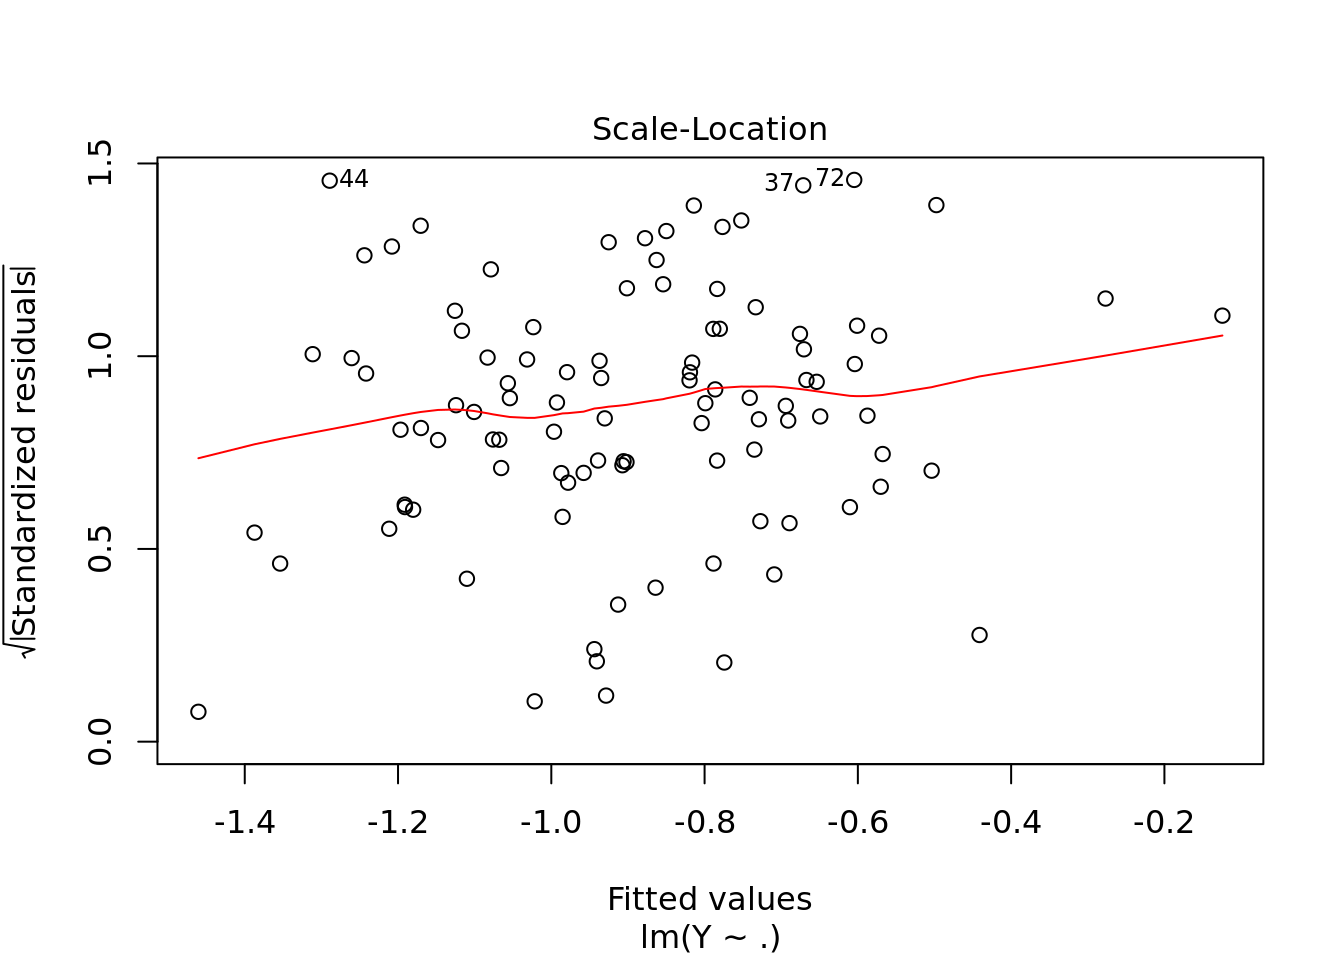 Scale-Location
√|Standardized residuals|
1.5
1.0
0.5
0.0
44
37
72
-1.4 -1.2 -1.0 -0.8 -0.6 -0.4 -0.2
Fitted values
lm(Y ~ .)